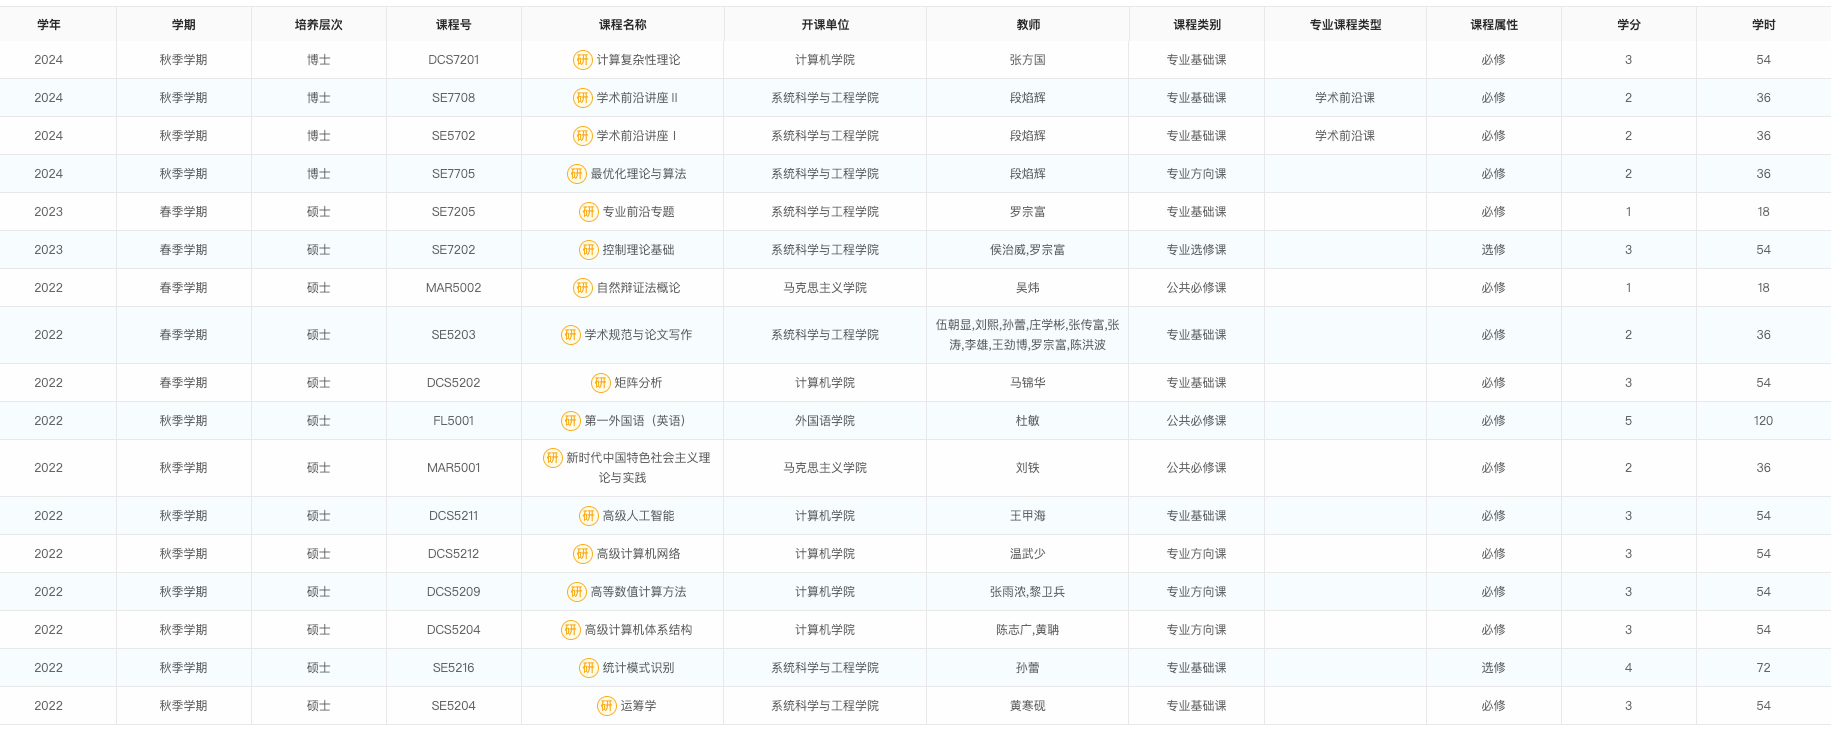 学年 学期 培养层次 课程号 课程名称 开课单位 教师 课程类别 专业课程类型 课程属性 学分 学时
2024 秋季学期 博士 DCS7201 研 计算复杂性理论 计算机学院 张方国 专业基础课 必修 3 54
2024 秋季学期 博士 SE7708 研 学术前沿讲座Ⅱ 系统科学与工程学院 段焰辉 专业基础课 学术前沿课 必修 2 36
2024 秋季学期 博士 SE5702 研 学术前沿讲座Ⅰ 系统科学与工程学院 段焰辉 专业基础课 学术前沿课 必修 2 36
2024 秋季学期 博士 SE7705 研 最优化理论与算法 系统科学与工程学院 段焰辉 专业方向课 必修 2 36
2023 春季学期 硕士 SE7205 研 专业前沿专题 系统科学与工程学院 罗宗富 专业基础课 必修 1 18
2023 春季学期 硕士 SE7202 研 控制理论基础 系统科学与工程学院 侯治威,罗宗富 专业选修课 选修 3 54
2022 春季学期 硕士 MAR5002 研 自然辩证法概论 马克思主义学院 吴炜 公共必修课 必修 1 18
2022 春季学期 硕士 SE5203 研 学术规范与论文写作 系统科学与工程学院 伍朝显,刘熙,孙蕾,庄学彬,张传富,张
涛,李雄,王劲博,罗宗富,陈洪波 专业基础课 必修 2 36
2022 春季学期 硕士 DCS5202 研 矩阵分析 计算机学院 马锦华 专业基础课 必修 3 54
2022 秋季学期 硕士 FL5001 研 第一外国语（英语） 外国语学院 杜敏 公共必修课 必修 5 120
2022 秋季学期 硕士 MAR5001 研 新时代中国特色社会主义理
论与实践 马克思主义学院 刘铁 公共必修课 必修 2 36
2022 秋季学期 硕士 DCS5211 研 高级人工智能 计算机学院 王甲海 专业基础课 必修 3 54
2022 秋季学期 硕士 DCS5212 研 高级计算机网络 计算机学院 温武少 专业方向课 必修 3 54
2022 秋季学期 硕士 DCS5209 研 高等数值计算方法 计算机学院 张雨浓,黎卫兵 专业方向课 必修 3 54
2022 秋季学期 硕士 DCS5204 研 高级计算机体系结构 计算机学院 陈志广,黄聃 专业方向课 必修 3 54
2022 秋季学期 硕士 SE5216 研 统计模式识别 系统科学与工程学院 孙蕾 专业基础课 选修 4 72
2022 秋季学期 硕士 SE5204 研 运筹学 系统科学与工程学院 黄寒砚 专业基础课 必修 3 54